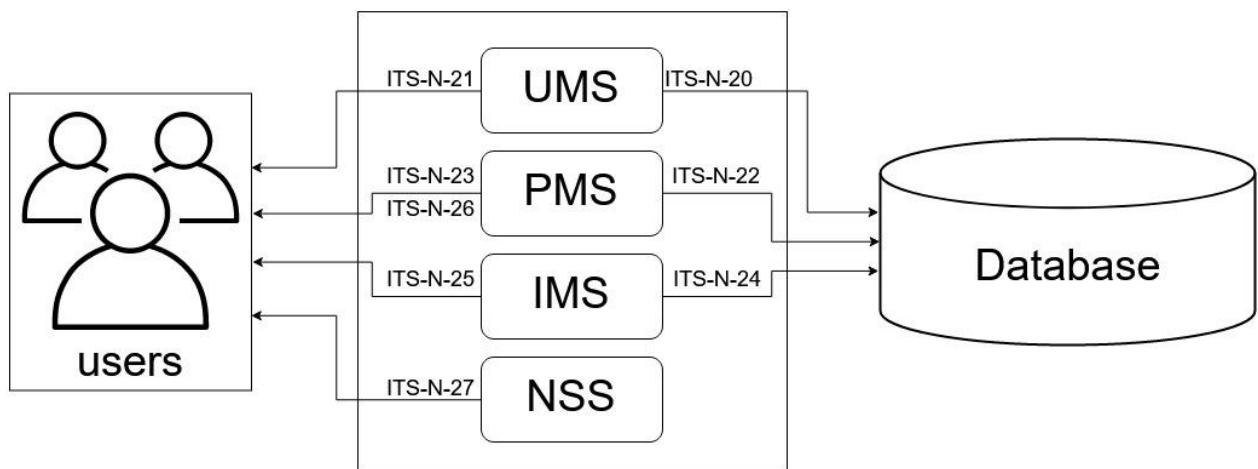 ITS-N-21
UMS
ITS-N-20
ITS-N-23
ITS-N-26
PMS
ITS-N-22
ITS-N-25
IMS
ITS-N-24
ITS-N-27
NSS
users
Database